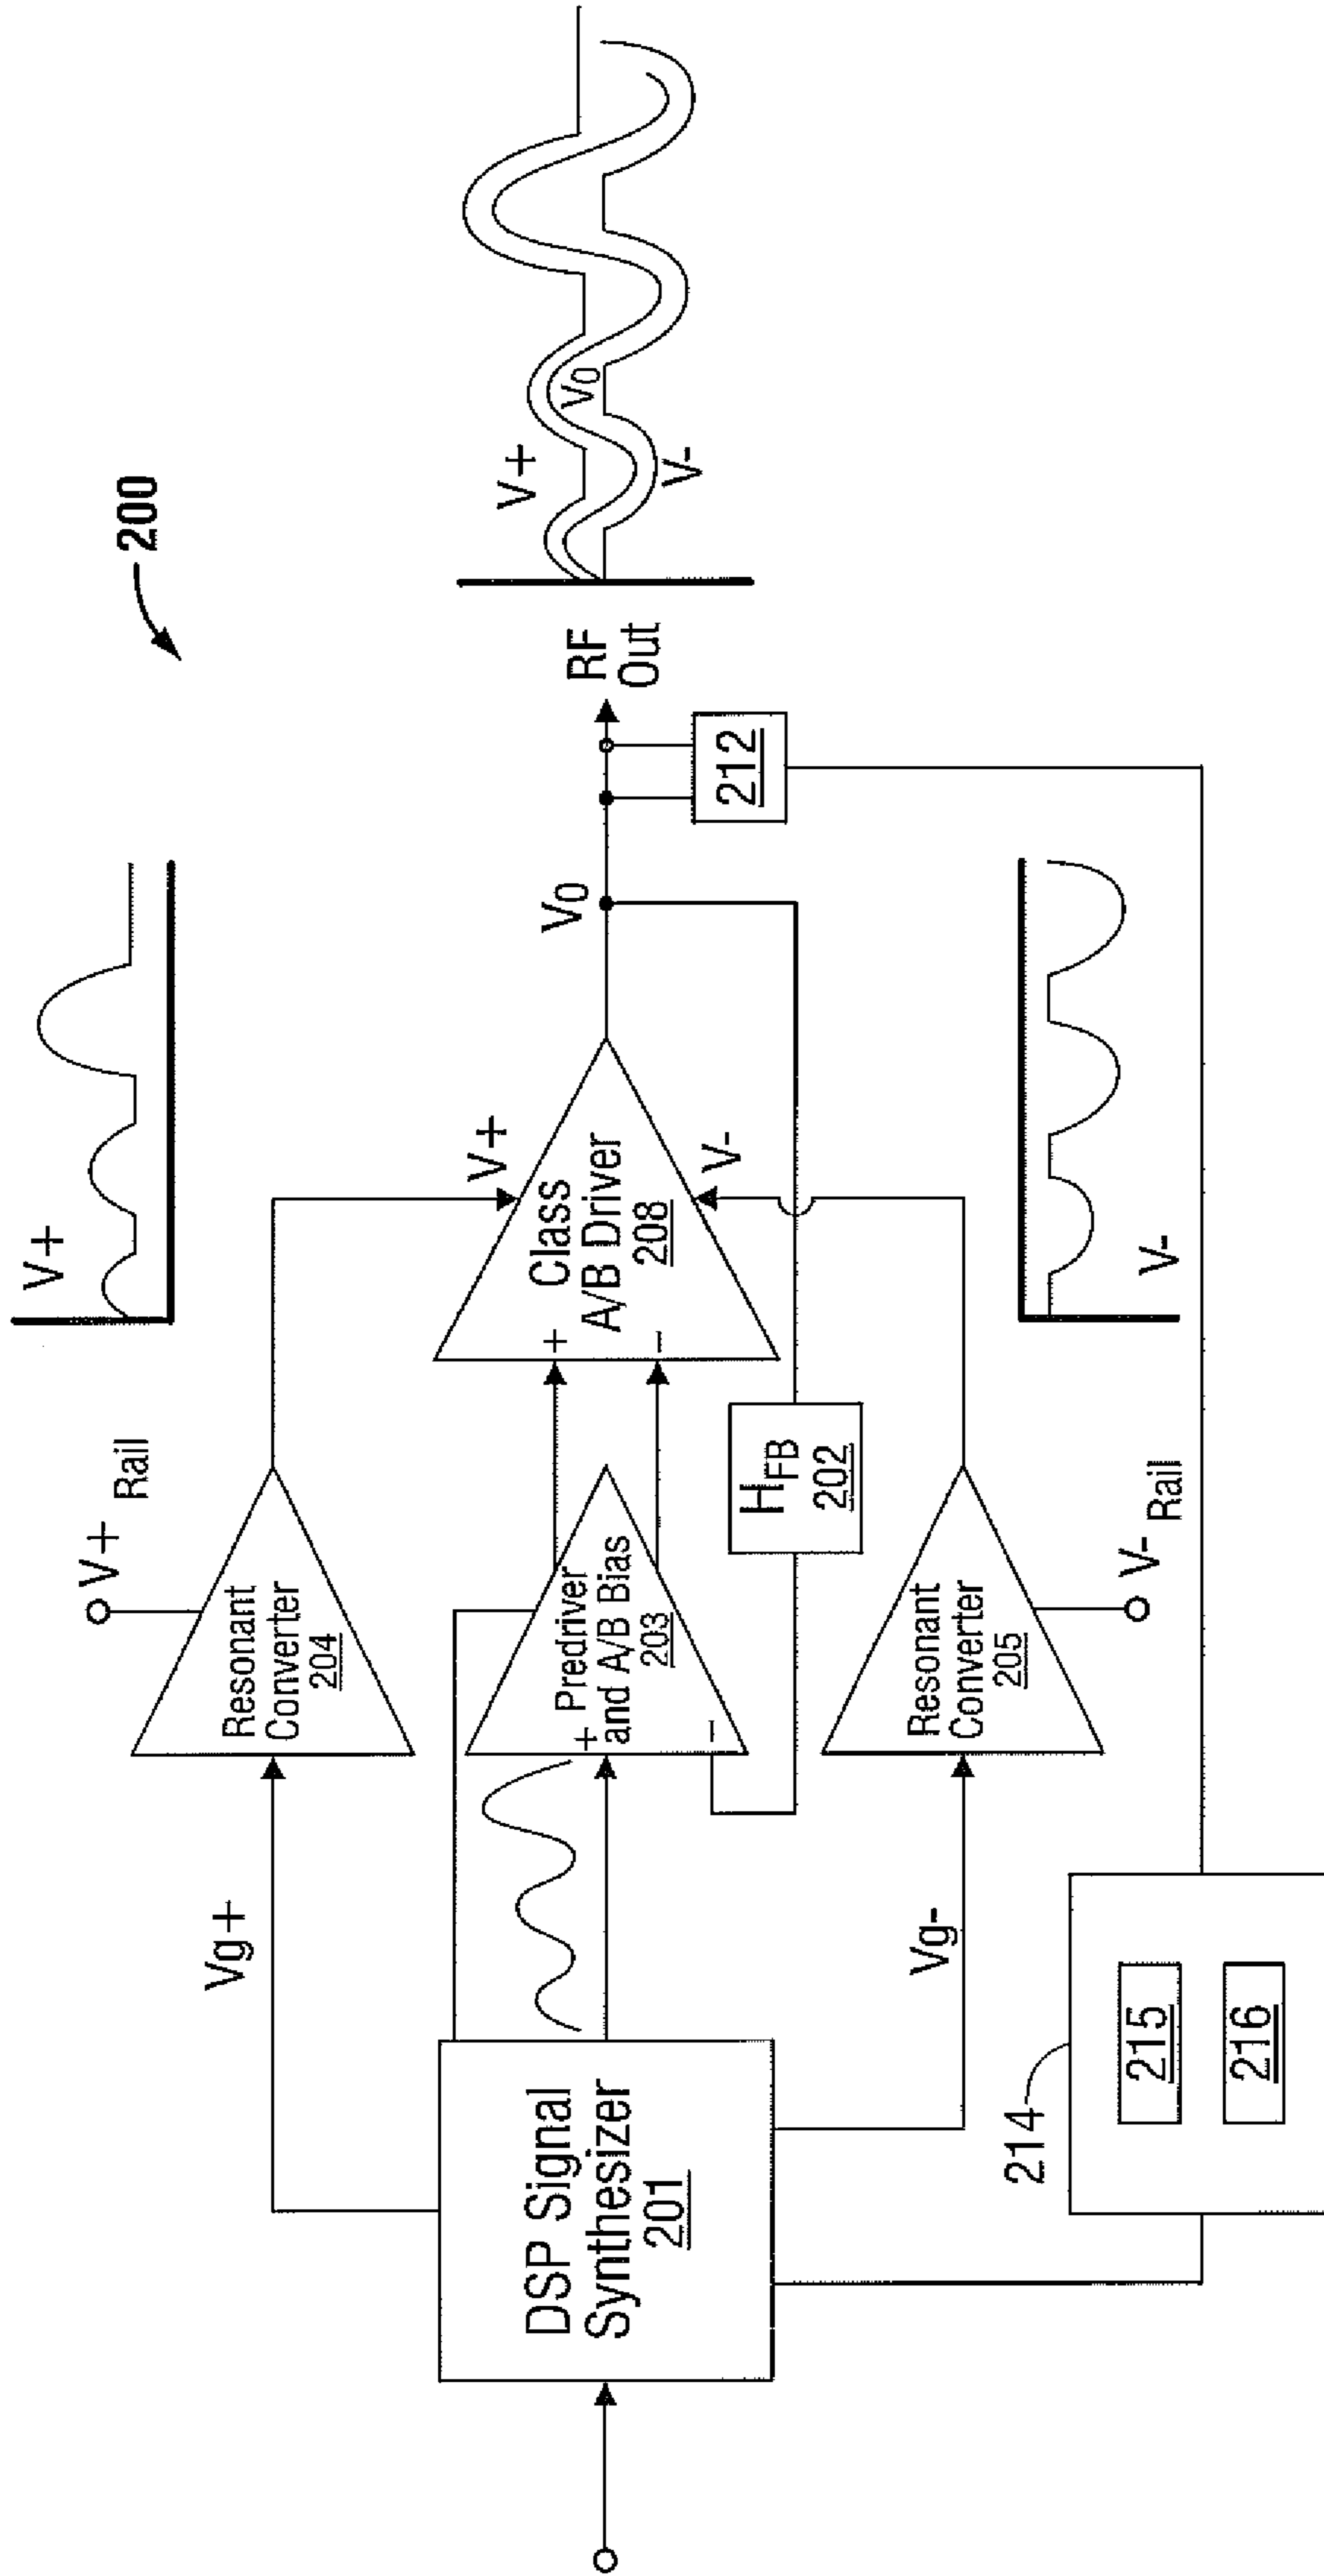 200
V+
V+
Rail
V+
Resonant
Converter
204
Vg+
V+
V0
V-
RF
Out
V0
212
V+
V-
Class
A/B Driver
208
+
-
Predriver
and A/B Bias
203
+
-
DSP Signal
Synthesizer
201
HFB
202
V-
Resonant
Converter
205
V-
Rail
Vg-
214
215
216